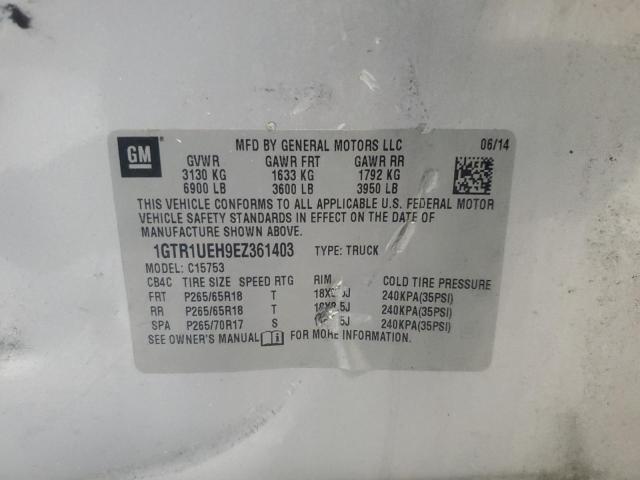 GM
MFD BY GENERAL MOTORS LLC 06/14
GVWR GAWR FRT GAWR RR
3130 KG 1633 KG 1792 KG
6900 LB 3600 LB 3950 LB
THIS VEHICLE CONFORMS TO ALL APPLICABLE U.S. FEDERAL MOTOR
VEHICLE SAFETY STANDARDS IN EFFECT ON THE DATE OF
MANUFACTURE SHOWN ABOVE.
1GTR1UEH9EZ361403 TYPE: TRUCK
MODEL: C15753
CB4C TIRE SIZE SPEED RTG RIM COLD TIRE PRESSURE
FRT P265/65R18 T 240KPA(35PSI)
RR P265/65R18 T 240KPA(35PSI)
SPA P265/70R17 S 240KPA(35PSI)
SEE OWNER'S MANUAL FOR MORE INFORMATION.